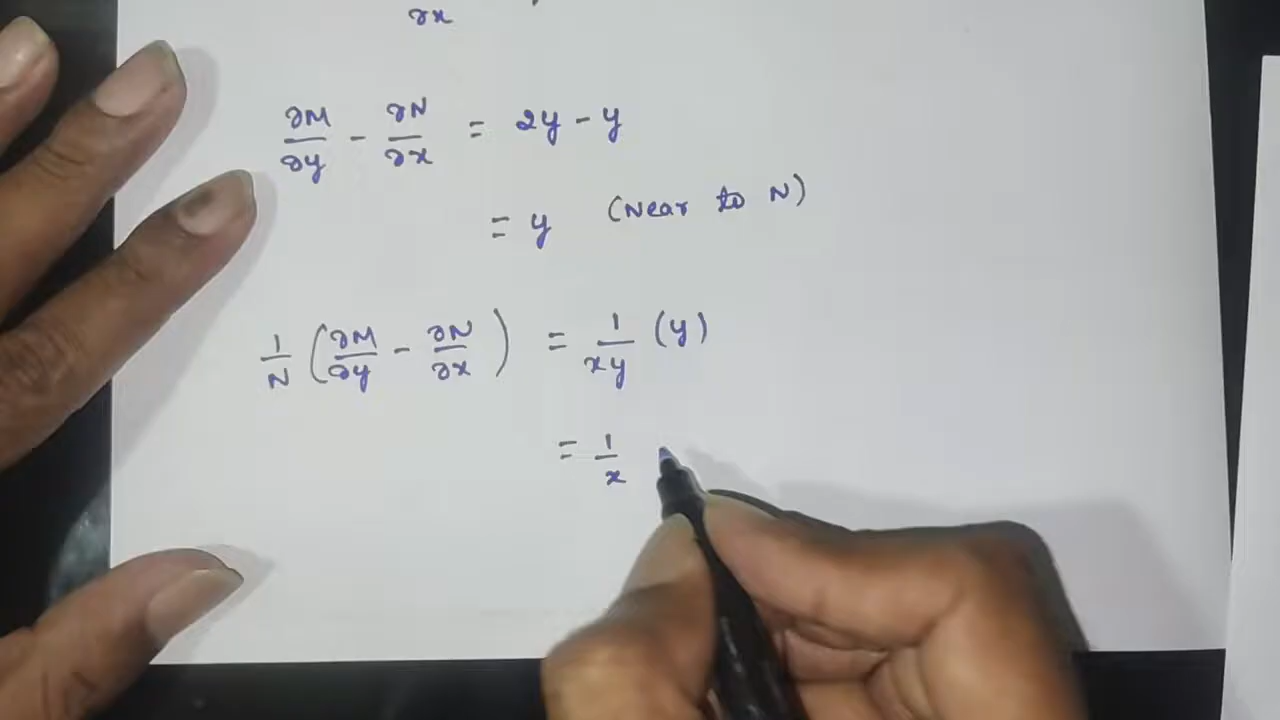 ∂x
∂M/∂y - ∂N/∂x = 2y - y
= y (Near to N)
1/N (∂M/∂y - ∂N/∂x) = 1/xy (y)
= 1/x